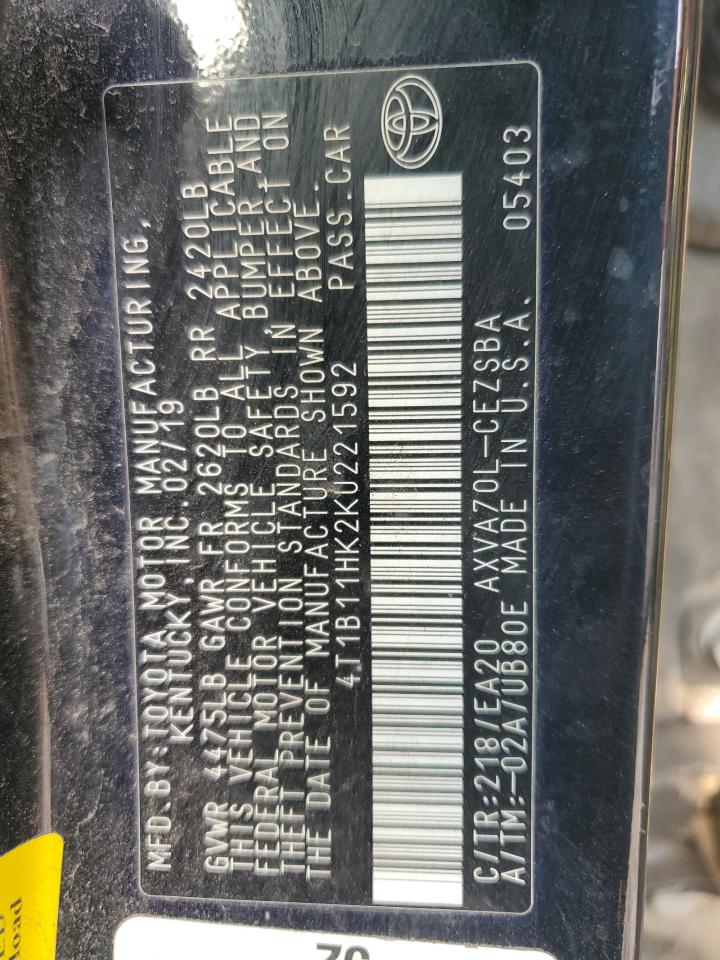 MFD.BY:TOYOTA MOTOR MANUFACTURING,
KENTUCKY,INC.02/19
GVWR 4475LB GAWR FR 2620LB RR 2420LB
THIS VEHICLE CONFORMS TO ALL APPLICABLE
FEDERAL MOTOR VEHICLE SAFETY,BUMPER,AND
THEFT PREVENTION STANDARDS IN EFFECT ON
THE DATE OF MANUFACTURE SHOWN ABOVE.
4T1B11HK2KU221592 PASS.CAR
C/TR:218/EA20 AXVA70L-CEZSBA
A/TM:-02A/UB80E MADE IN U.S.A. 05403